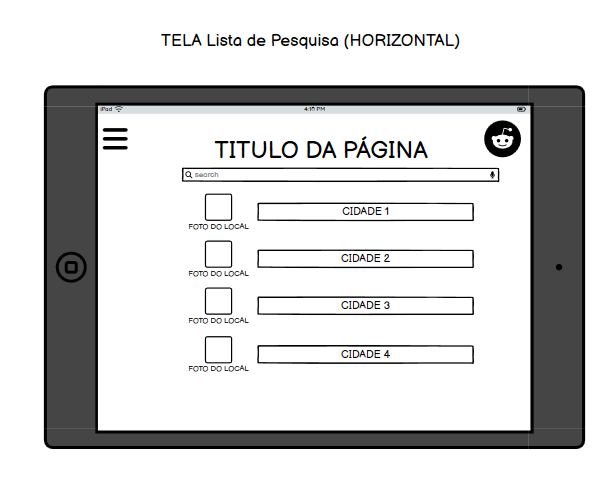 TELA Lista de Pesquisa (HORIZONTAL)
iPad 4:19 PM
TITULO DA PÁGINA
search
CIDADE 1
FOTO DO LOCAL
CIDADE 2
FOTO DO LOCAL
CIDADE 3
FOTO DO LOCAL
CIDADE 4
FOTO DO LOCAL